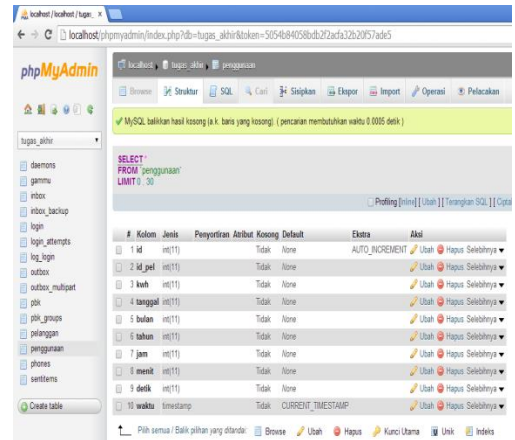 localhost / localhost / tugas_ ×
localhost/phpmyadmin/index.php?db=tugas_akhir&token=5054b84058bdb2f2acfa32b20f57ade5
phpMyAdmin
tugas_akhir
daemons
gammu
inbox
inbox_backup
login
login_attempts
log_login
outbox
outbox_multipart
pbk
pbk_groups
pelanggan
penggunaan
phones
sentitems
Create table
localhost ▸ tugas_akhir ▸ penggunaan
Browse Struktur SQL Cari Sisipkan Ekspor Import Operasi Pelacakan
MySQL balikkan hasil kosong (a.k. baris yang kosong). ( pencarian membutuhkan waktu 0.0005 detik )
SELECT *
FROM `penggunaan`
LIMIT 0 , 30
Profiling [Inline] [ Ubah ] [ Terangkan SQL ] [ Cipta
# Kolom Jenis Penyortiran Atribut Kosong Default Ekstra Aksi
1 id int(11) Tidak None AUTO_INCREMENT Ubah Hapus Selebihnya
2 id_pel int(11) Tidak None Ubah Hapus Selebihnya
3 kwh int(11) Tidak None Ubah Hapus Selebihnya
4 tanggal int(11) Tidak None Ubah Hapus Selebihnya
5 bulan int(11) Tidak None Ubah Hapus Selebihnya
6 tahun int(11) Tidak None Ubah Hapus Selebihnya
7 jam int(11) Tidak None Ubah Hapus Selebihnya
8 menit int(11) Tidak None Ubah Hapus Selebihnya
9 detik int(11) Tidak None Ubah Hapus Selebihnya
10 waktu timestamp Tidak CURRENT_TIMESTAMP Ubah Hapus Selebihnya
Pilih semua / Balik pilihan yang ditandai: Browse Ubah Hapus Kunci Utama Unik Indeks